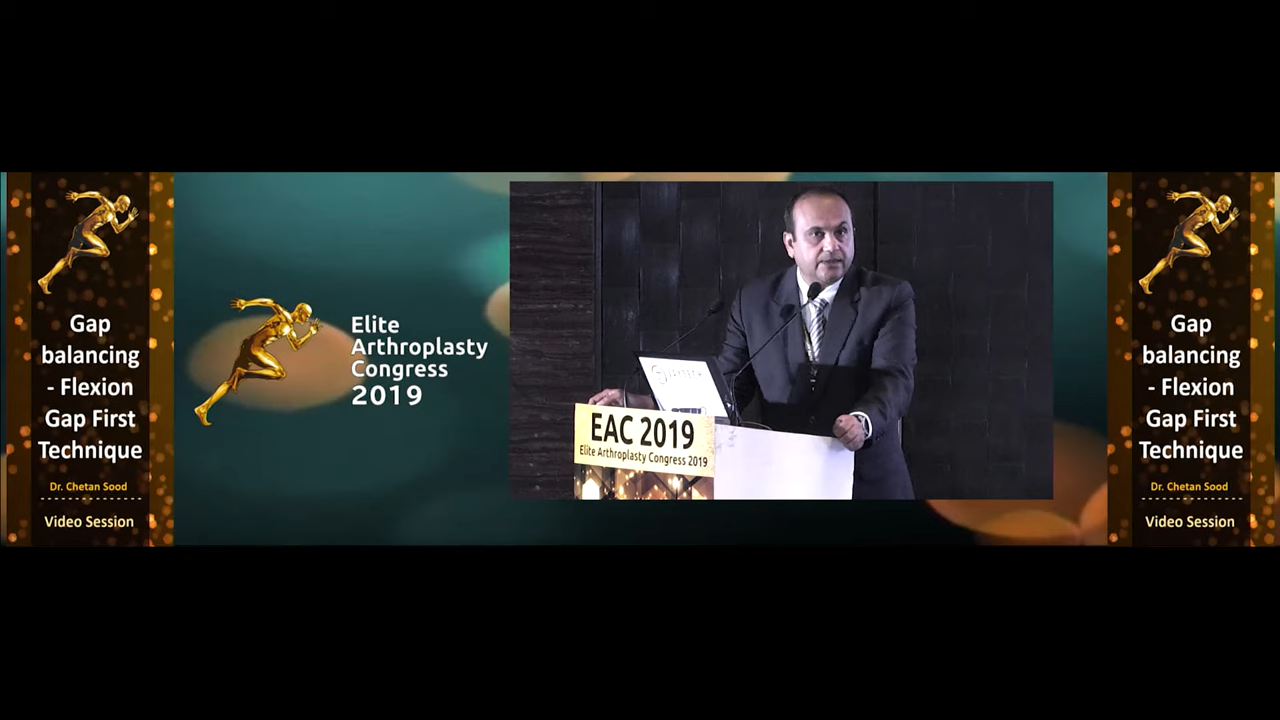 Gap
balancing
- Flexion
Gap First
Technique
Dr. Chetan Sood
Video Session
Elite
Arthroplasty
Congress
2019
EAC 2019
Elite Arthroplasty Congress 2019
Gap
balancing
- Flexion
Gap First
Technique
Dr. Chetan Sood
Video Session